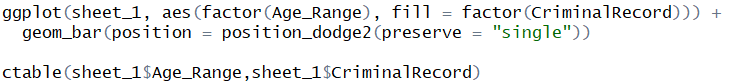 ggplot(sheet_1, aes(factor(Age_Range), fill = factor(CriminalRecord))) +
  geom_bar(position = position_dodge2(preserve = "single"))
ctable(sheet_1$Age_Range,sheet_1$CriminalRecord)